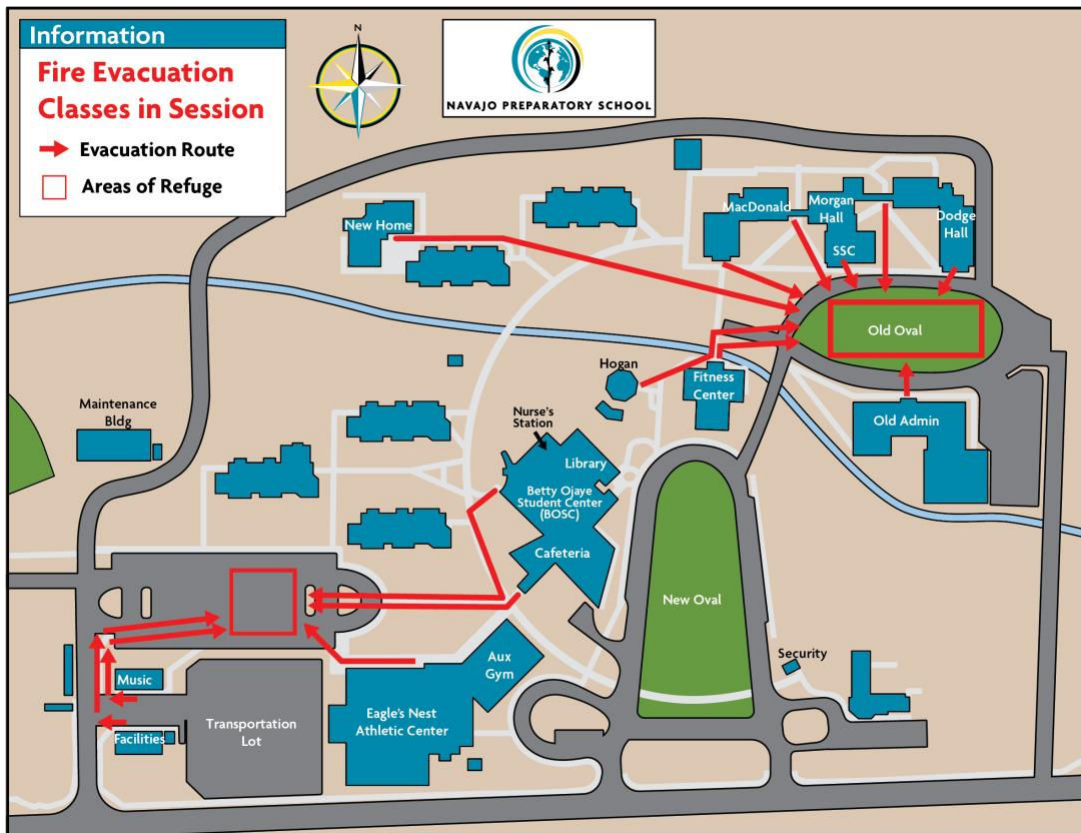 Information
Fire Evacuation
Classes in Session
Evacuation Route
Areas of Refuge
N
NAVAJO PREPARATORY SCHOOL
New Home
MacDonald
Morgan
Hall
SSC
Dodge
Hall
Old Oval
Hogan
Fitness
Center
Old Admin
Maintenance
Bldg
Nurse's
Station
Library
Betty Ojaye
Student Center
(BOSC)
Cafeteria
New Oval
Security
Aux
Gym
Eagle's Nest
Athletic Center
Music
Transportation
Lot
Facilities